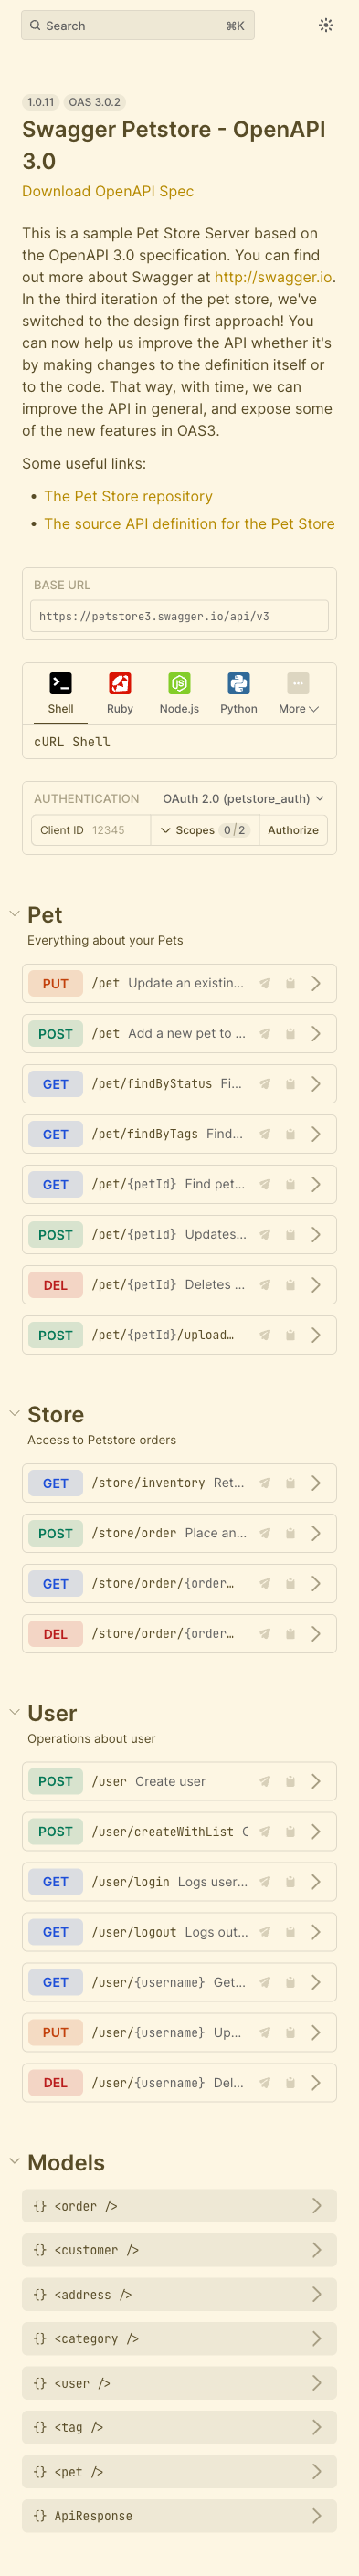 Search ⌘K
1.0.11 OAS 3.0.2
Swagger Petstore - OpenAPI
3.0
Download OpenAPI Spec
This is a sample Pet Store Server based on
the OpenAPI 3.0 specification. You can find
out more about Swagger at http://swagger.io.
In the third iteration of the pet store, we've
switched to the design first approach! You
can now help us improve the API whether it's
by making changes to the definition itself or
to the code. That way, with time, we can
improve the API in general, and expose some
of the new features in OAS3.
Some useful links:
• The Pet Store repository
• The source API definition for the Pet Store
BASE URL
https://petstore3.swagger.io/api/v3
Shell Ruby Node.js Python More
cURL Shell
AUTHENTICATION OAuth 2.0 (petstore_auth)
Client ID 12345 Scopes 0/2 Authorize
Pet
Everything about your Pets
PUT /pet Update an existin...
POST /pet Add a new pet to ...
GET /pet/findByStatus Fi...
GET /pet/findByTags Find...
GET /pet/{petId} Find pet...
POST /pet/{petId} Updates...
DEL /pet/{petId} Deletes ...
POST /pet/{petId}/upload…
Store
Access to Petstore orders
GET /store/inventory Ret...
POST /store/order Place an...
GET /store/order/{order…
DEL /store/order/{order…
User
Operations about user
POST /user Create user
POST /user/createWithList C
GET /user/login Logs user...
GET /user/logout Logs out...
GET /user/{username} Get...
PUT /user/{username} Up...
DEL /user/{username} Del...
Models
{} <order />
{} <customer />
{} <address />
{} <category />
{} <user />
{} <tag />
{} <pet />
{} ApiResponse